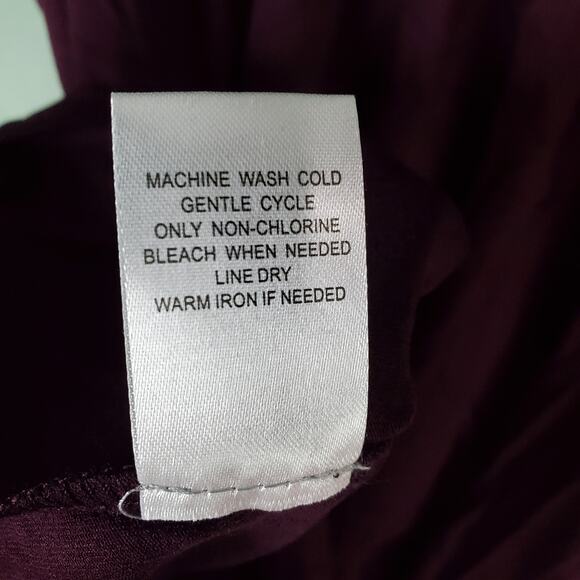 MACHINE WASH COLD
GENTLE CYCLE
ONLY NON-CHLORINE
BLEACH WHEN NEEDED
LINE DRY
WARM IRON IF NEEDED